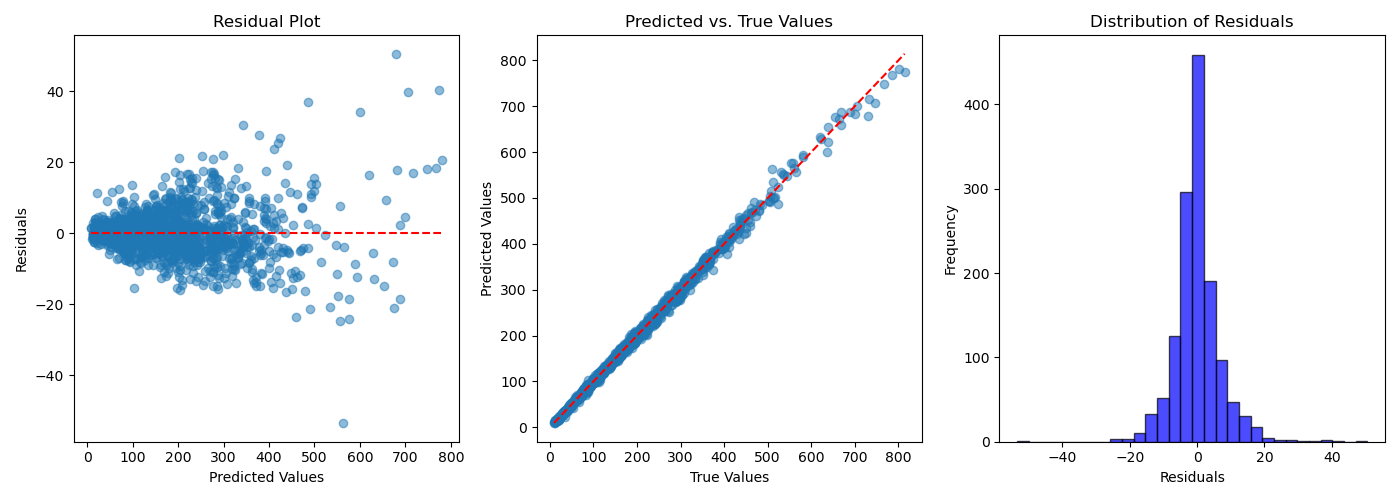 Residual Plot
40
20
0
−20
−40
Residuals
0 100 200 300 400 500 600 700 800
Predicted Values
Predicted vs. True Values
800
700
600
500
400
300
200
100
0
Predicted Values
0 100 200 300 400 500 600 700 800
True Values
Distribution of Residuals
400
300
200
100
0
Frequency
−40 −20 0 20 40
Residuals